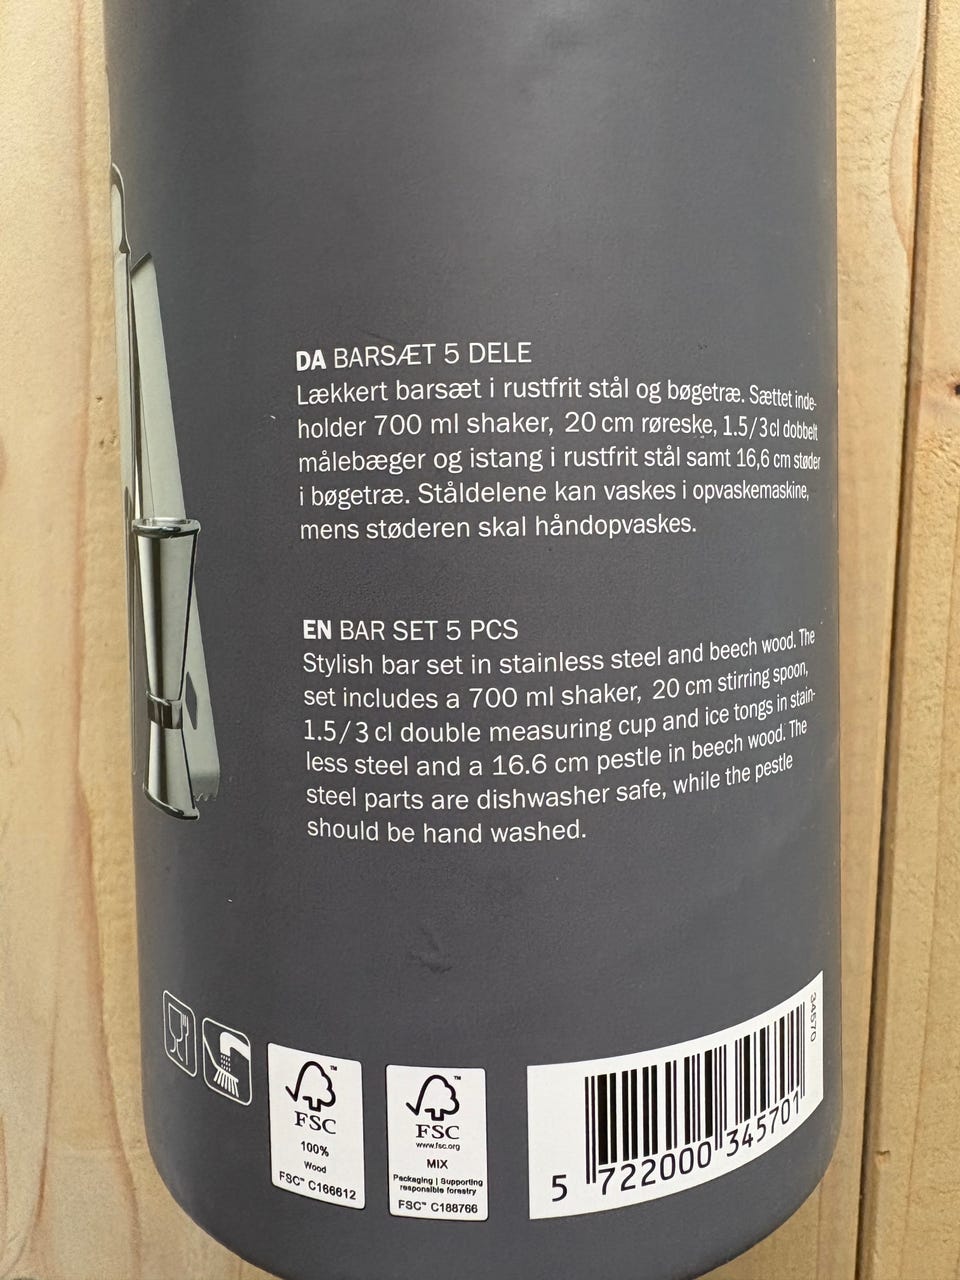 DA BARSÆT 5 DELE
Lækkert barsæt i rustfrit stål og bøgetræ. Sættet inde-
holder 700 ml shaker, 20 cm røreske, 1.5/3 cl dobbelt
målebæger og istang i rustfrit stål samt 16,6 cm støder
i bøgetræ. Ståldelene kan vaskes i opvaskemaskine,
mens støderen skal håndopvaskes.
EN BAR SET 5 PCS
Stylish bar set in stainless steel and beech wood. The
set includes a 700 ml shaker, 20 cm stirring spoon,
1.5/3 cl double measuring cup and ice tongs in stain-
less steel and a 16.6 cm pestle in beech wood. The
steel parts are dishwasher safe, while the pestle
should be hand washed.
™
FSC
100%
Wood
FSC™ C166612
™
FSC
www.fsc.org
MIX
Packaging | Supporting
responsible forestry
FSC™ C188766
34570
5 722000 345701